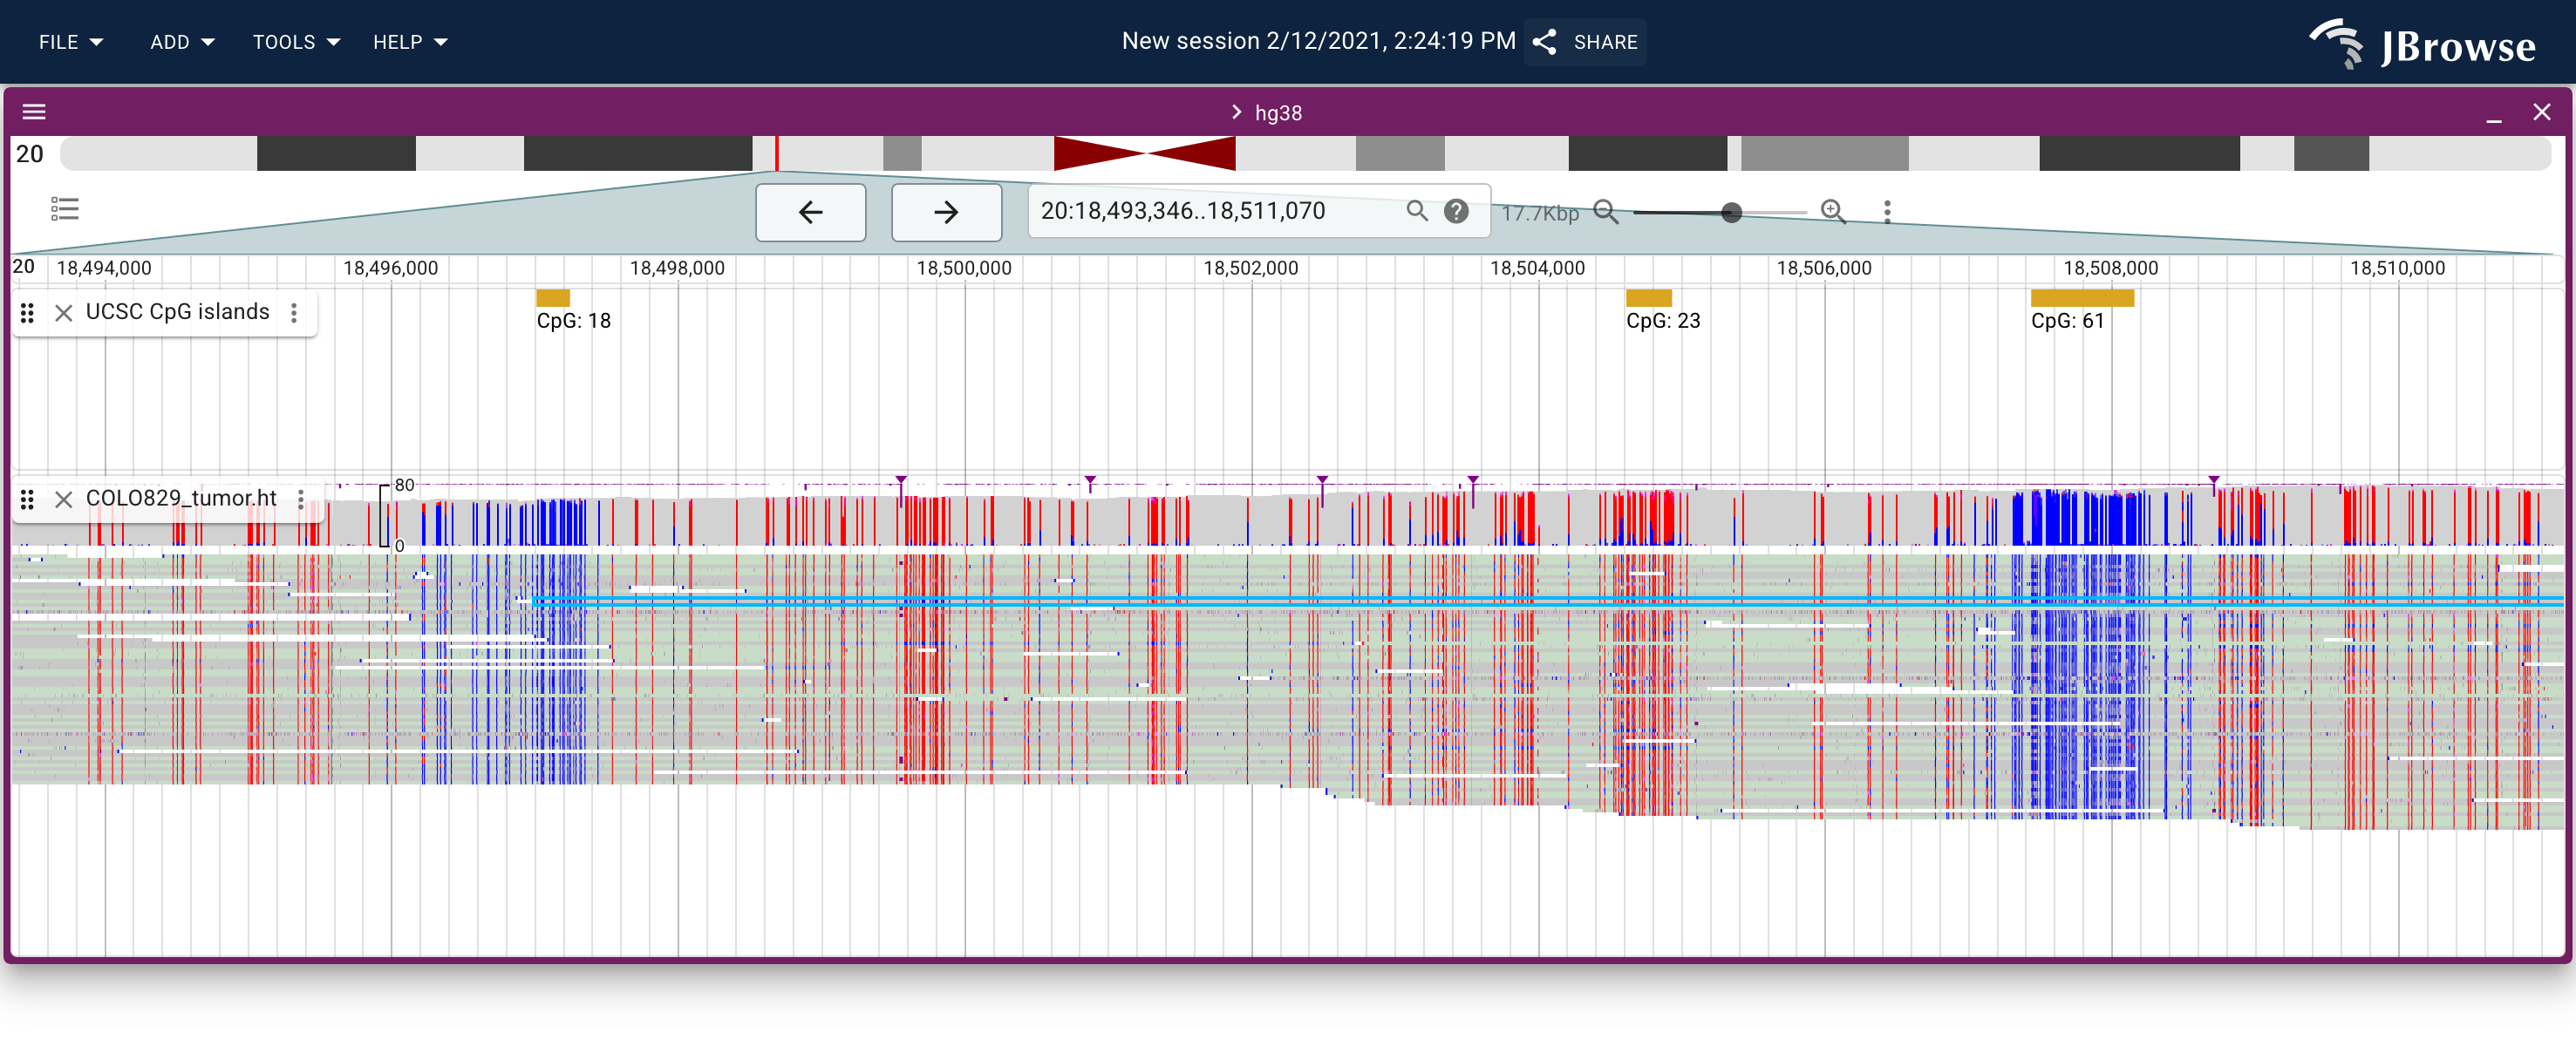 FILE ADD TOOLS HELP New session 2/12/2021, 2:24:19 PM SHARE JBrowse
hg38
20
20:18,493,346..18,511,070 17.7Kbp
20 18,494,000 18,496,000 18,498,000 18,500,000 18,502,000 18,504,000 18,506,000 18,508,000 18,510,000
UCSC CpG islands
CpG: 18 CpG: 23 CpG: 61
COLO829_tumor.ht
80
0